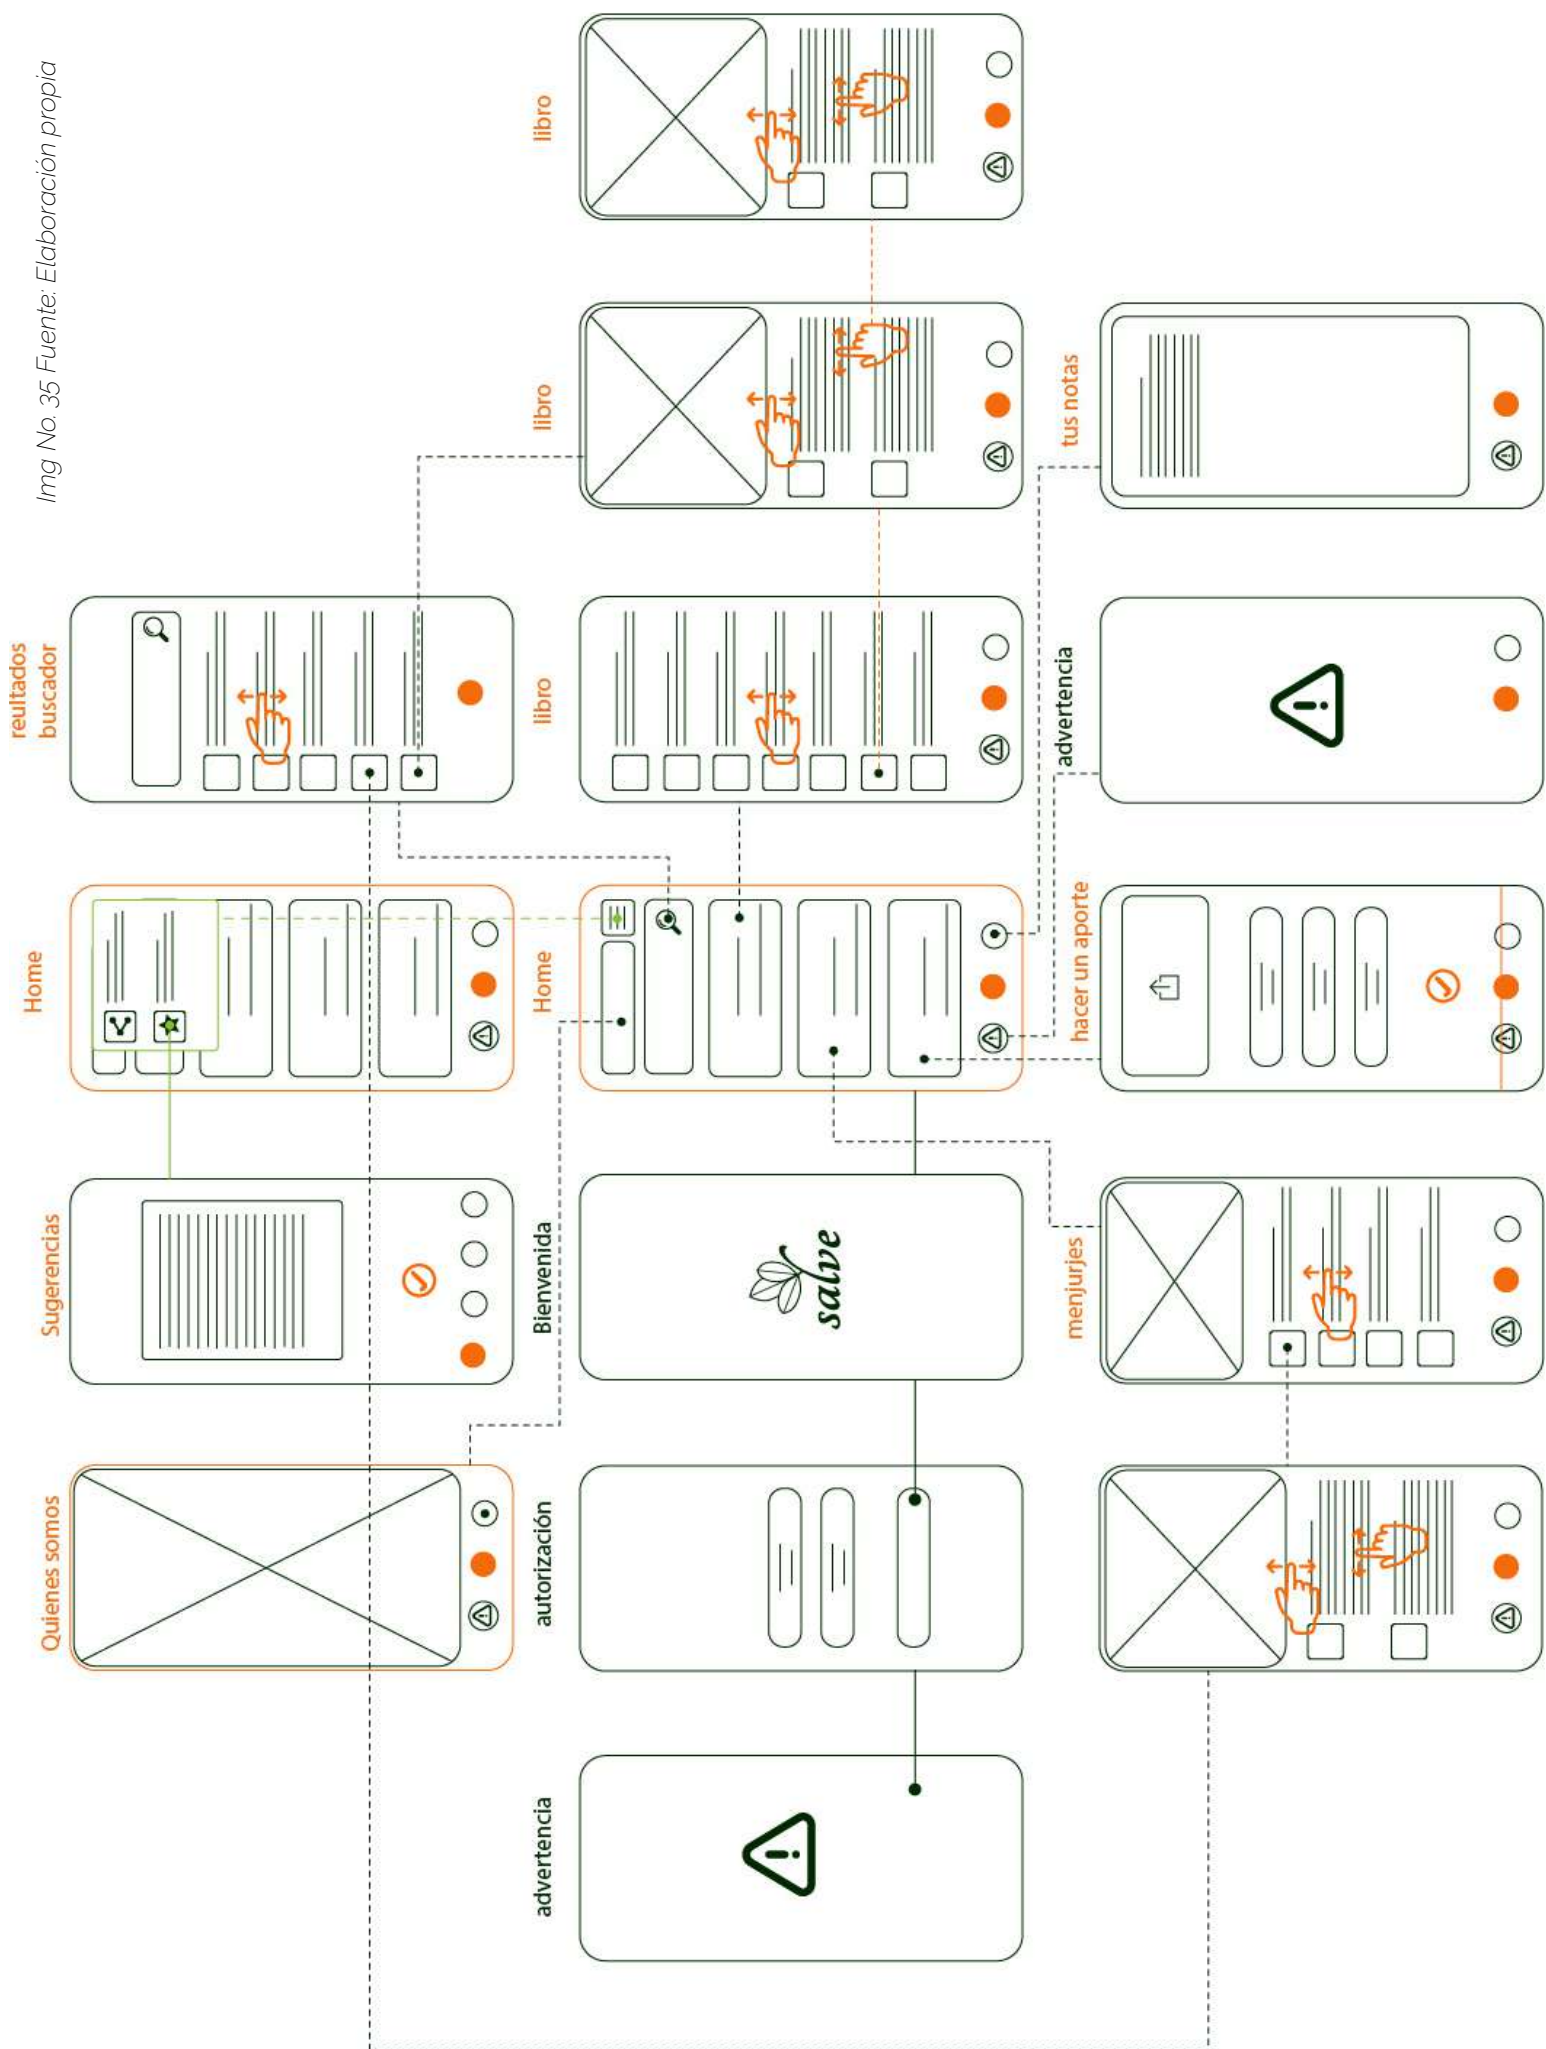 Quienes somos
Sugerencias
Home
reultados
buscador
Img No. 35 Fuente: Elaboración propia
advertencia
autorización
Bienvenida
salve
Home
libro
libro
libro
menjurjes
hacer un aporte
advertencia
tus notas